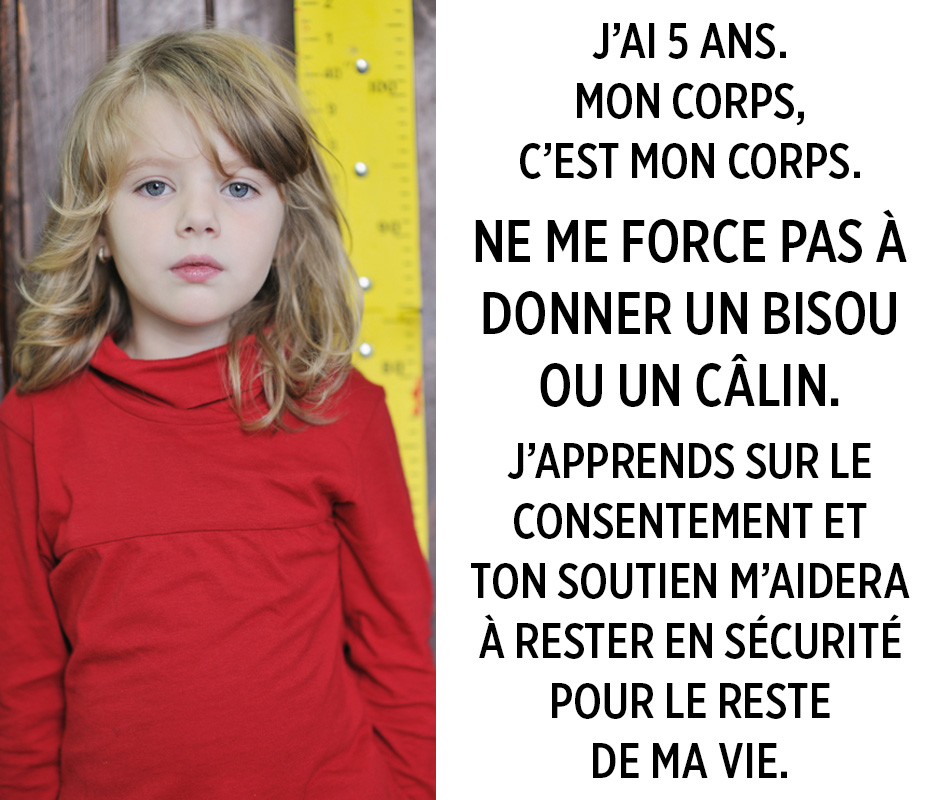 J'AI 5 ANS.
MON CORPS,
C'EST MON CORPS.
NE ME FORCE PAS À
DONNER UN BISOU
OU UN CÂLIN.
J'APPRENDS SUR LE
CONSENTEMENT ET
TON SOUTIEN M'AIDERA
À RESTER EN SÉCURITÉ
POUR LE RESTE
DE MA VIE.